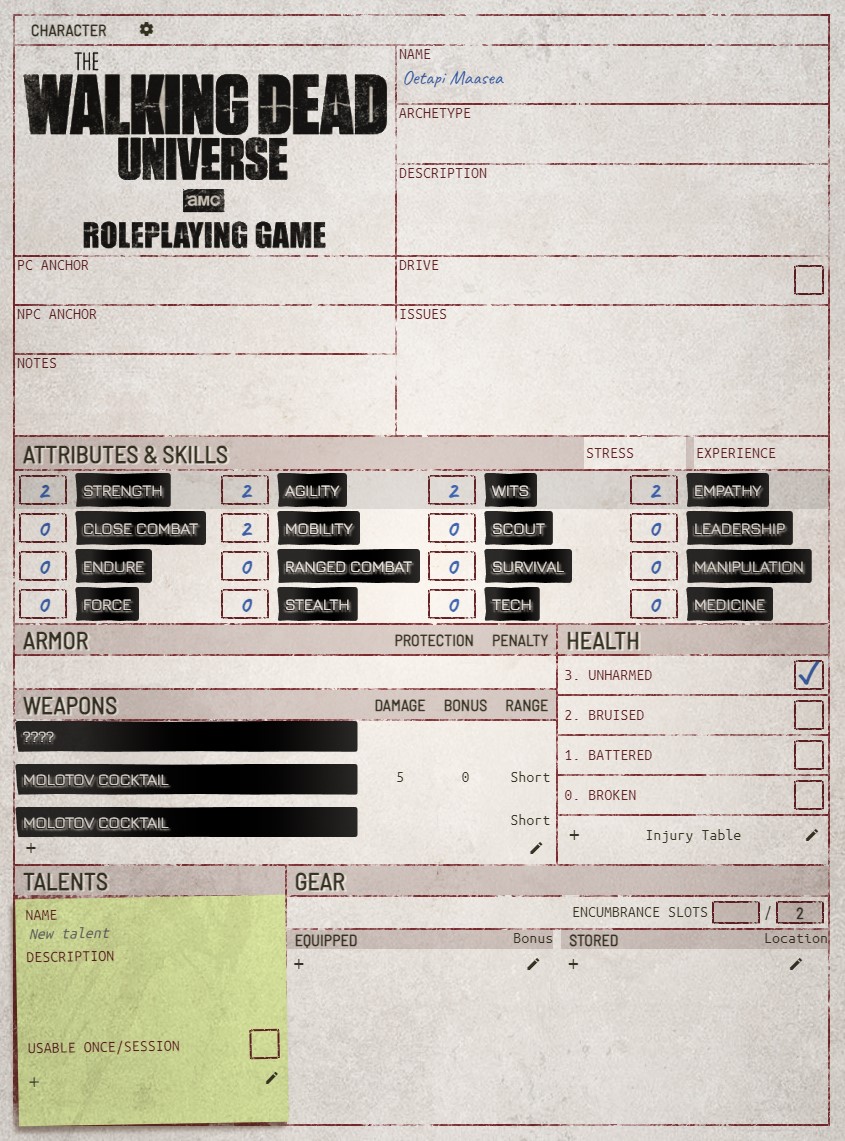 CHARACTER
THE
WALKING DEAD
UNIVERSE
aMC
ROLEPLAYING GAME
NAME
Oetapi Maasea
ARCHETYPE
DESCRIPTION
PC ANCHOR
DRIVE
NPC ANCHOR
ISSUES
NOTES
ATTRIBUTES & SKILLS STRESS EXPERIENCE
2 STRENGTH 2 AGILITY 2 WITS 2 EMPATHY
0 CLOSE COMBAT 2 MOBILITY 0 SCOUT 0 LEADERSHIP
0 ENDURE 0 RANGED COMBAT 0 SURVIVAL 0 MANIPULATION
0 FORCE 0 STEALTH 0 TECH 0 MEDICINE
ARMOR PROTECTION PENALTY
HEALTH
3. UNHARMED
2. BRUISED
1. BATTERED
0. BROKEN
+ Injury Table
WEAPONS DAMAGE BONUS RANGE
????
MOLOTOV COCKTAIL 5 0 Short
MOLOTOV COCKTAIL Short
+
TALENTS
NAME
New talent
DESCRIPTION
USABLE ONCE/SESSION
+
GEAR
ENCUMBRANCE SLOTS / 2
EQUIPPED Bonus STORED Location
+ +